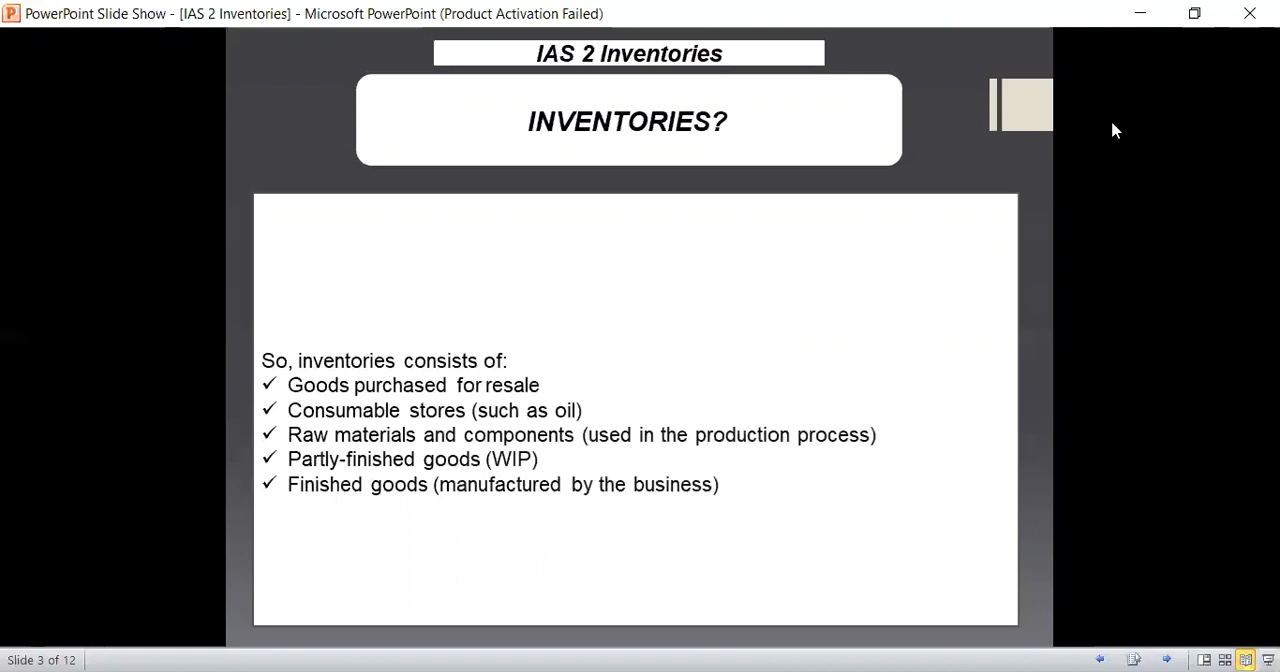 PowerPoint Slide Show - [IAS 2 Inventories] - Microsoft PowerPoint (Product Activation Failed)
IAS 2 Inventories
INVENTORIES?
So, inventories consists of:
✓ Goods purchased for resale
✓ Consumable stores (such as oil)
✓ Raw materials and components (used in the production process)
✓ Partly-finished goods (WIP)
✓ Finished goods (manufactured by the business)
Slide 3 of 12